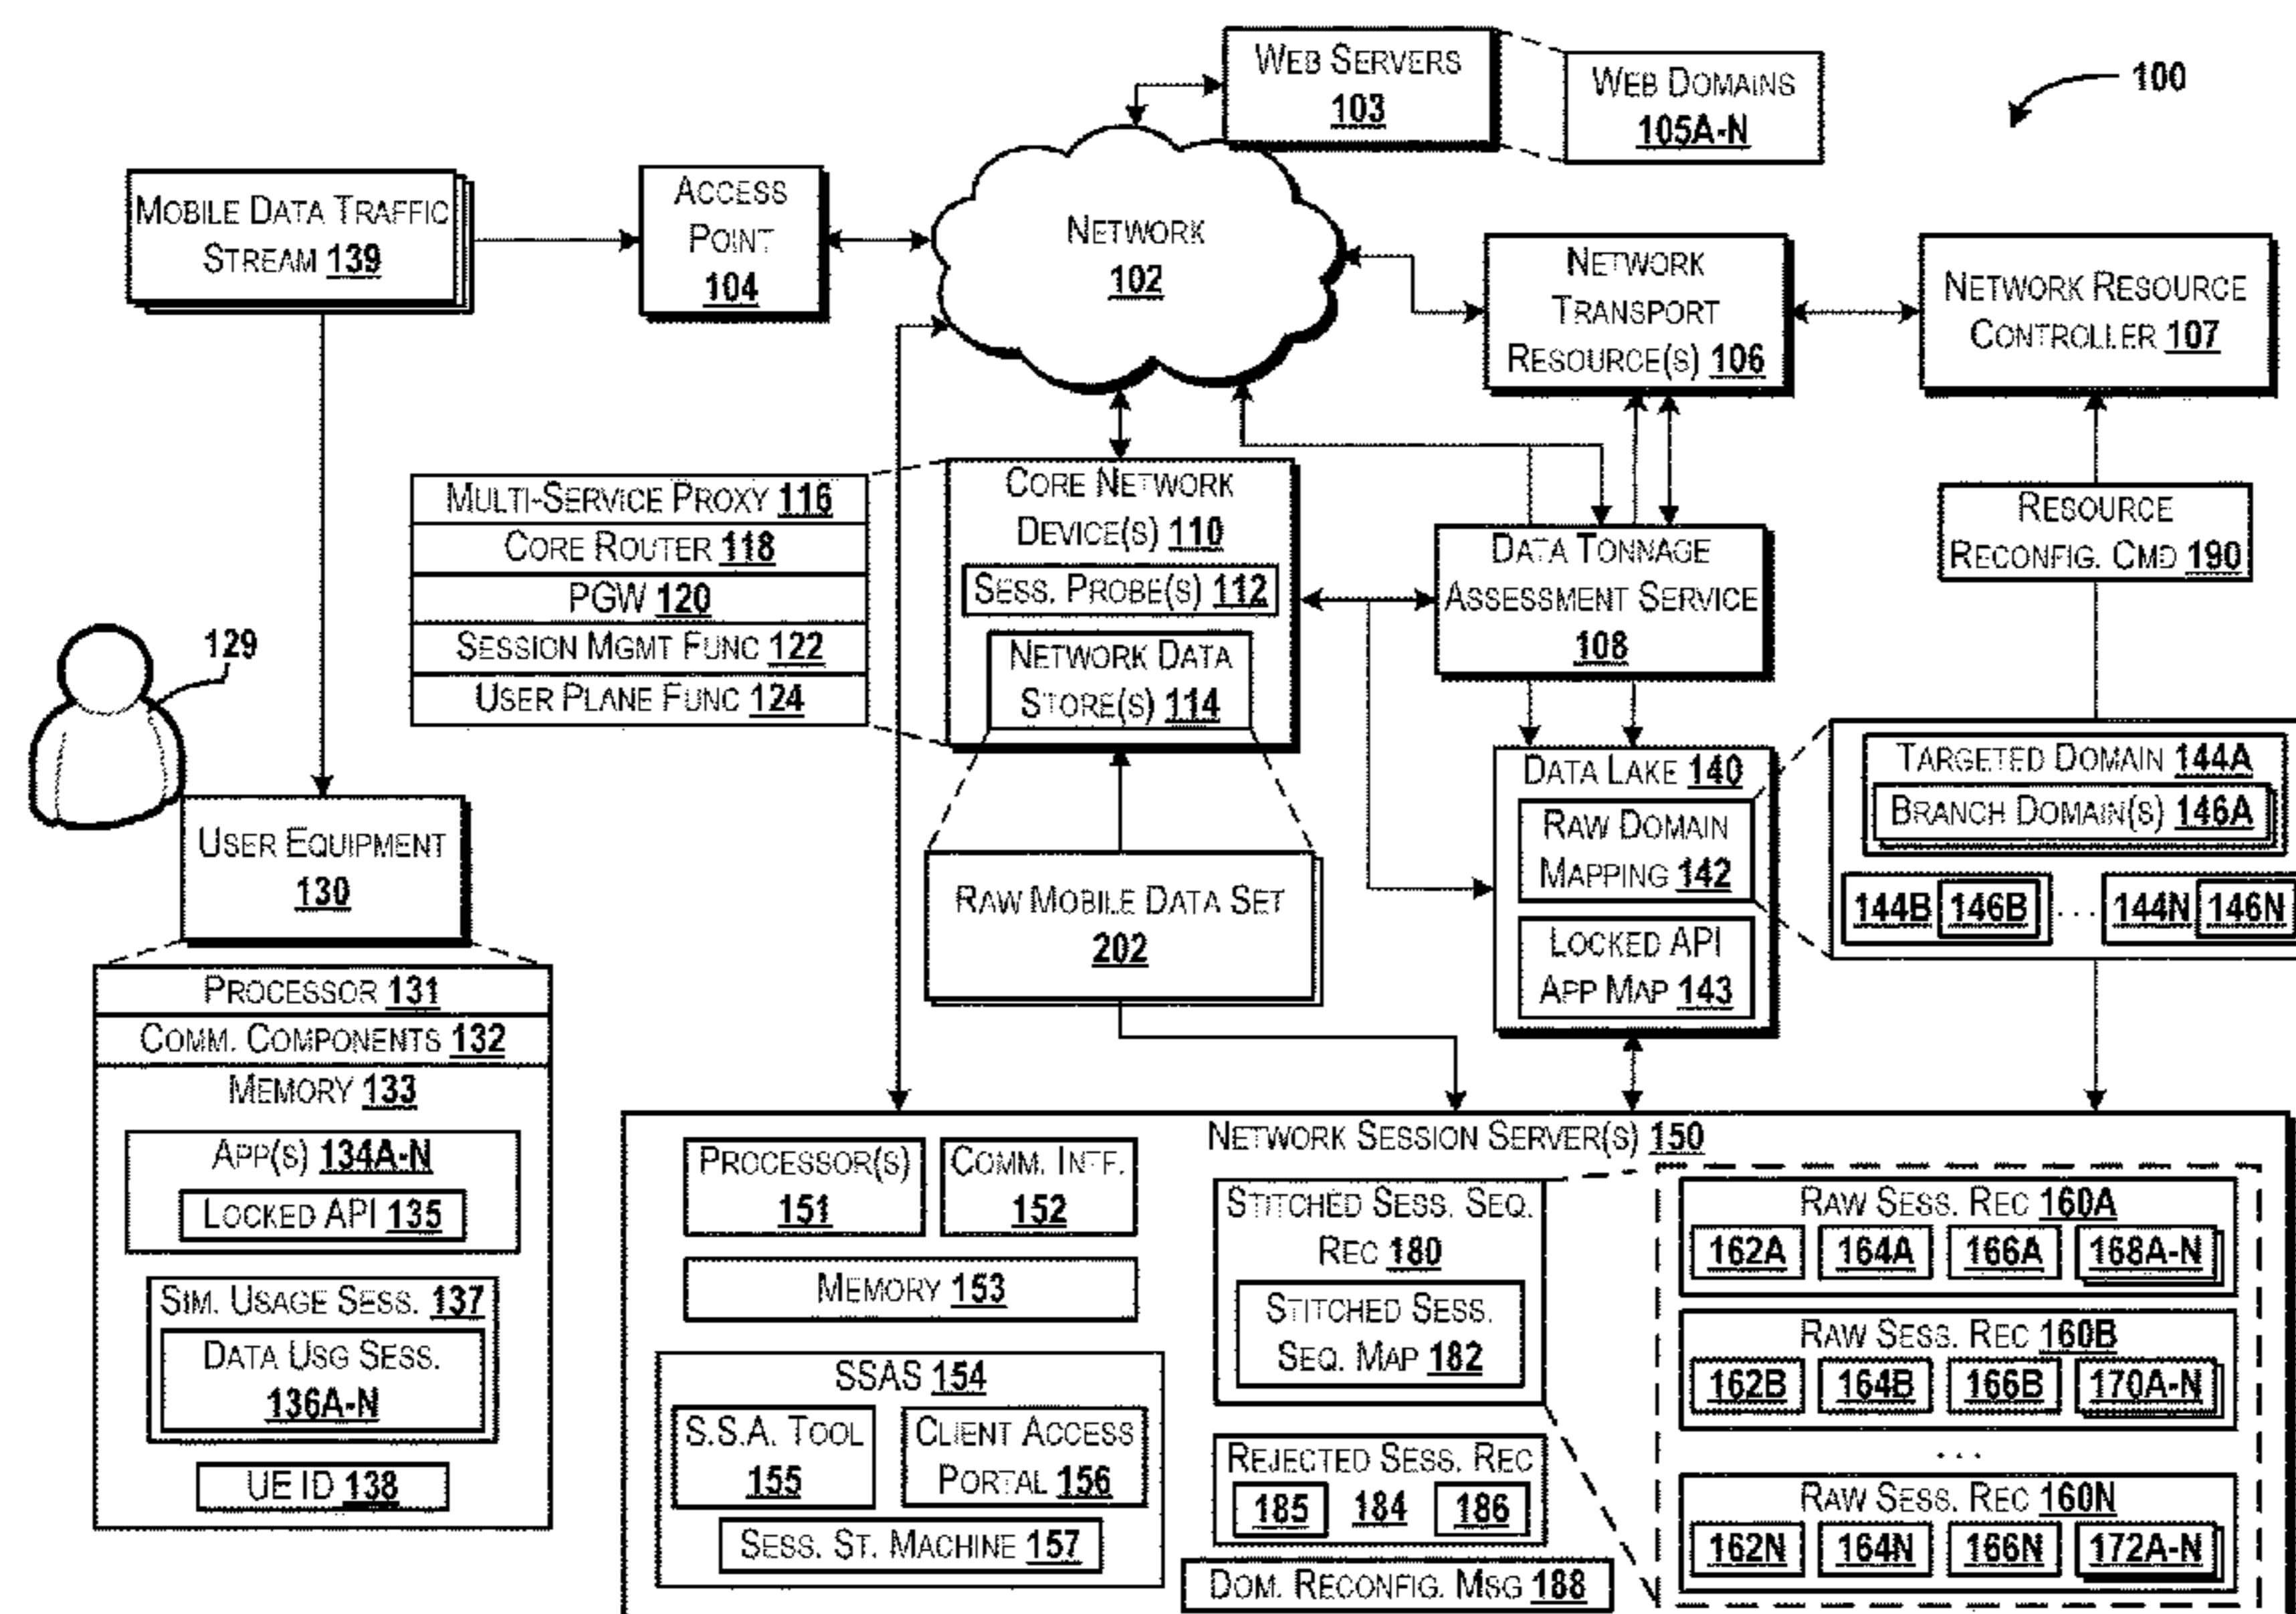 WEB SERVERS
103
WEB DOMAINS
105A-N
100
MOBILE DATA TRAFFIC
STREAM 139
ACCESS
POINT
104
NETWORK
102
NETWORK
TRANSPORT
RESOURCE(S) 106
NETWORK RESOURCE
CONTROLLER 107
MULTI-SERVICE PROXY 116
CORE ROUTER 118
PGW 120
SESSION MGMT FUNC 122
USER PLANE FUNC 124
CORE NETWORK
DEVICE(S) 110
SESS. PROBE(S) 112
NETWORK DATA
STORE(S) 114
DATA TONNAGE
ASSESSMENT SERVICE
108
RESOURCE
RECONFIG. CMD 190
129
USER EQUIPMENT
130
RAW MOBILE DATA SET
202
DATA LAKE 140
RAW DOMAIN
MAPPING 142
LOCKED API
APP MAP 143
TARGETED DOMAIN 144A
BRANCH DOMAIN(S) 146A
144B 146B ... 144N 146N
PROCESSOR 131
COMM. COMPONENTS 132
MEMORY 133
APP(S) 134A-N
LOCKED API 135
SIM. USAGE SESS. 137
DATA USG SESS.
136A-N
UE ID 138
NETWORK SESSION SERVER(S) 150
PROCESSOR(S)
151
COMM. INTF.
152
MEMORY 153
SSAS 154
S.S.A. TOOL
155
CLIENT ACCESS
PORTAL 156
SESS. ST. MACHINE 157
STITCHED SESS. SEQ.
REC 180
STITCHED SESS.
SEQ. MAP 182
REJECTED SESS. REC
185 184 186
DOM. RECONFIG. MSG 188
RAW SESS. REC 160A
162A 164A 166A 168A-N
RAW SESS. REC 160B
162B 164B 166B 170A-N
...
RAW SESS. REC 160N
162N 164N 166N 172A-N